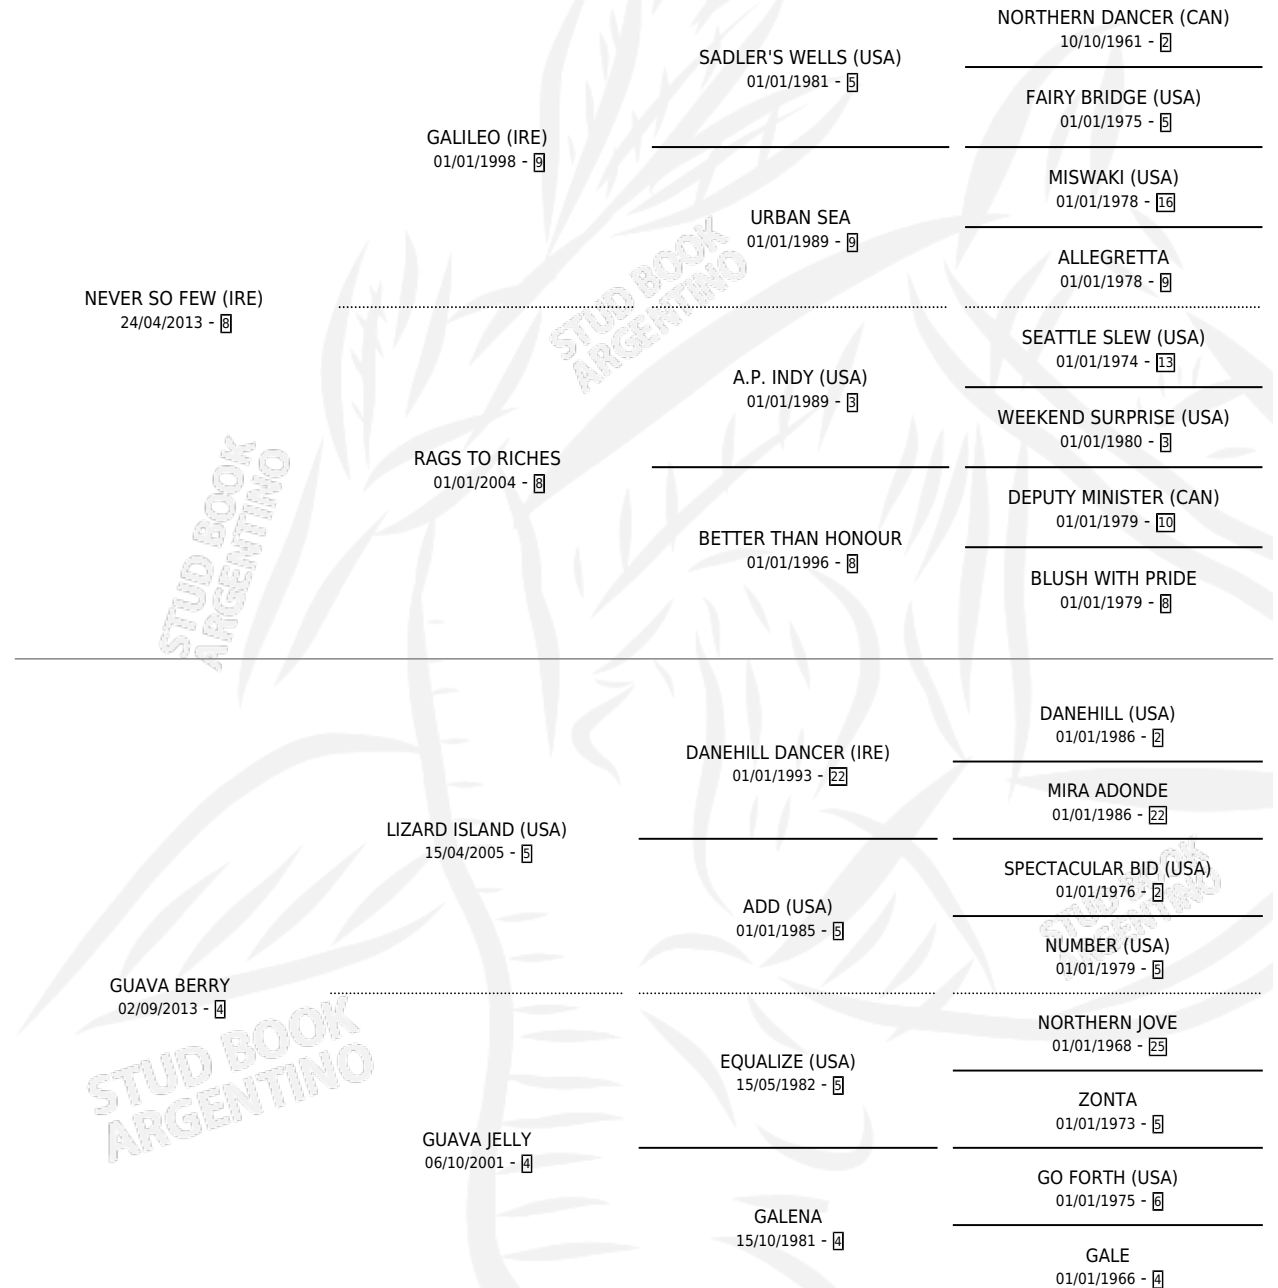 NORTHERN DANCER (CAN)
10/10/1961 - 2
SADLER'S WELLS (USA)
01/01/1981 - 5
FAIRY BRIDGE (USA)
01/01/1975 - 5
GALILEO (IRE)
01/01/1998 - 9
MISWAKI (USA)
01/01/1978 - 16
URBAN SEA
01/01/1989 - 9
ALLEGRETTA
01/01/1978 - 9
NEVER SO FEW (IRE)
24/04/2013 - 8
SEATTLE SLEW (USA)
01/01/1974 - 13
A.P. INDY (USA)
01/01/1989 - 3
WEEKEND SURPRISE (USA)
01/01/1980 - 3
RAGS TO RICHES
01/01/2004 - 8
DEPUTY MINISTER (CAN)
01/01/1979 - 10
BETTER THAN HONOUR
01/01/1996 - 8
BLUSH WITH PRIDE
01/01/1979 - 8
STUD BOOK
ARGENTINO
STUD BOOK
ARGENTINO
DANEHILL (USA)
01/01/1986 - 2
DANEHILL DANCER (IRE)
01/01/1993 - 22
MIRA ADONDE
01/01/1986 - 22
LIZARD ISLAND (USA)
15/04/2005 - 5
SPECTACULAR BID (USA)
01/01/1976 - 2
ADD (USA)
01/01/1985 - 5
NUMBER (USA)
01/01/1979 - 5
STUD BOOK
ARGENTINO
GUAVA BERRY
02/09/2013 - 4
NORTHERN JOVE
01/01/1968 - 25
EQUALIZE (USA)
15/05/1982 - 5
ZONTA
01/01/1973 - 5
STUD BOOK
ARGENTINO
GUAVA JELLY
06/10/2001 - 4
GO FORTH (USA)
01/01/1975 - 6
GALENA
15/10/1981 - 4
GALE
01/01/1966 - 4